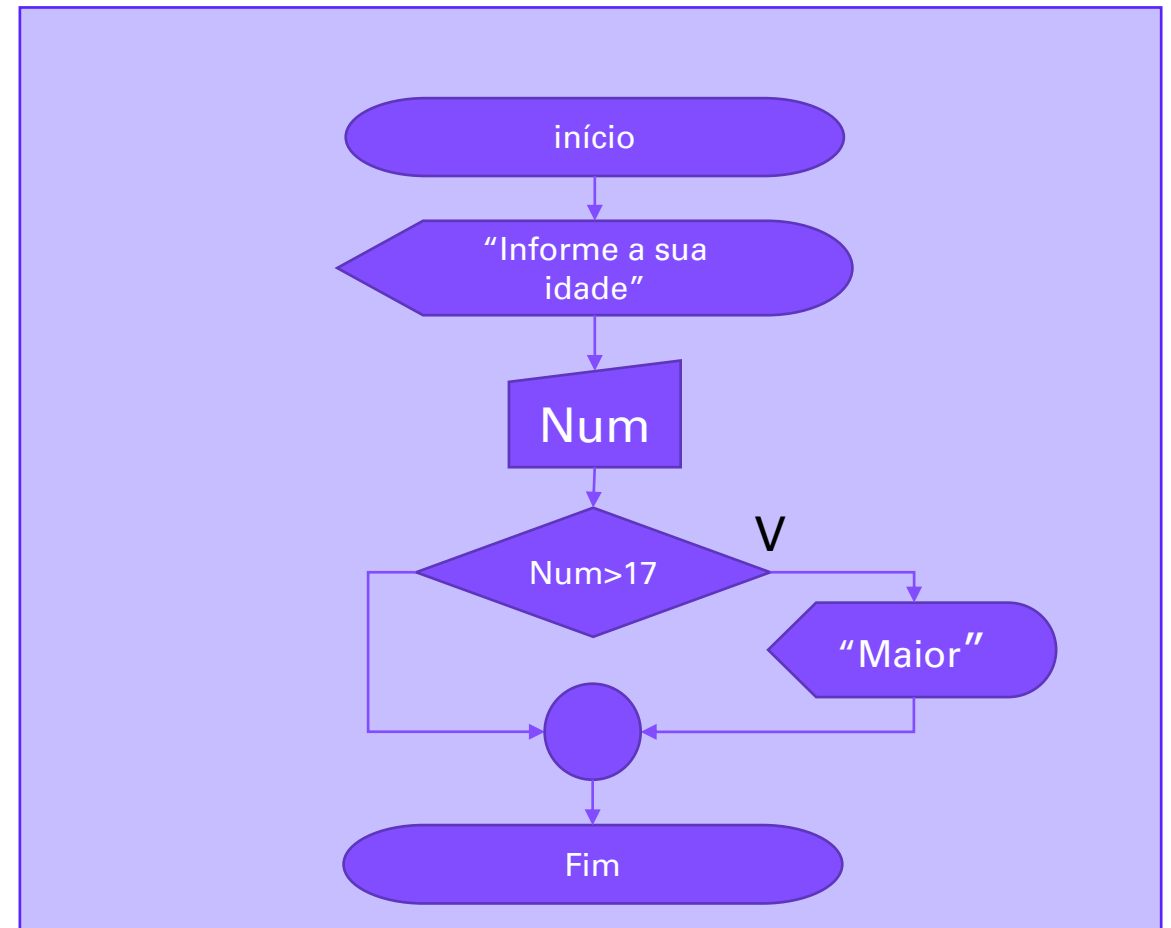 início
“Informe a sua
idade”
Num
Num>17
V
“Maior”
Fim